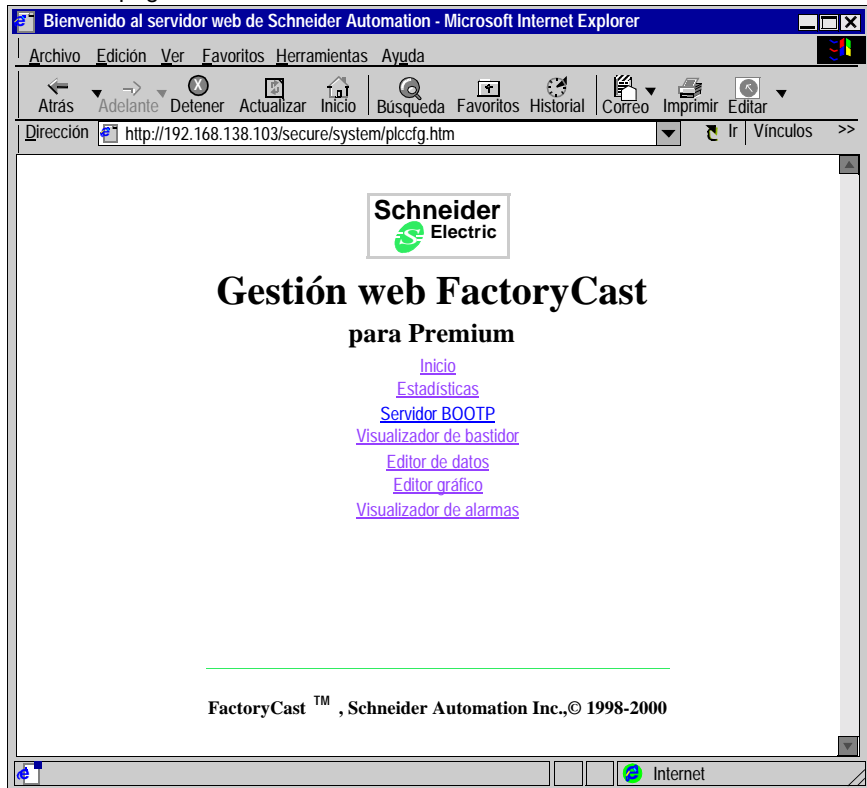 Bienvenido al servidor web de Schneider Automation - Microsoft Internet Explorer
Archivo Edición Ver Favoritos Herramientas Ayuda
Atrás Adelante Detener Actualizar Inicio Búsqueda Favoritos Historial Correo Imprimir Editar
Dirección http://192.168.138.103/secure/system/plccfg.htm Ir Vínculos >>
Schneider
Electric
Gestión web FactoryCast
para Premium
Inicio
Estadísticas
Servidor BOOTP
Visualizador de bastidor
Editor de datos
Editor gráfico
Visualizador de alarmas
FactoryCast ™ , Schneider Automation Inc.,© 1998-2000
Internet